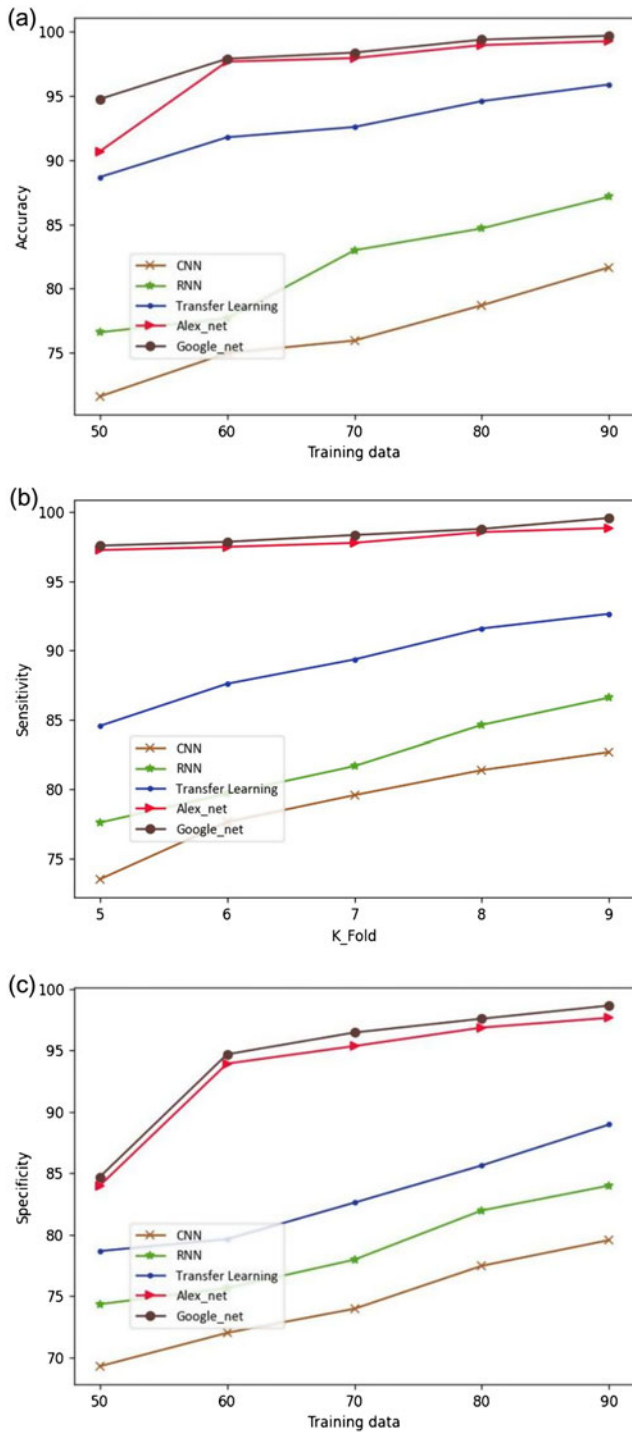 (a)
100
95
90
85
80
75
Accuracy
CNN
RNN
Transfer Learning
Alex_net
Google_net
50 60 70 80 90
Training data
(b)
100
95
90
85
80
75
Sensitivity
CNN
RNN
Transfer Learning
Alex_net
Google_net
5 6 7 8 9
K_Fold
(c)
100
95
90
85
80
75
70
Specificity
CNN
RNN
Transfer Learning
Alex_net
Google_net
50 60 70 80 90
Training data